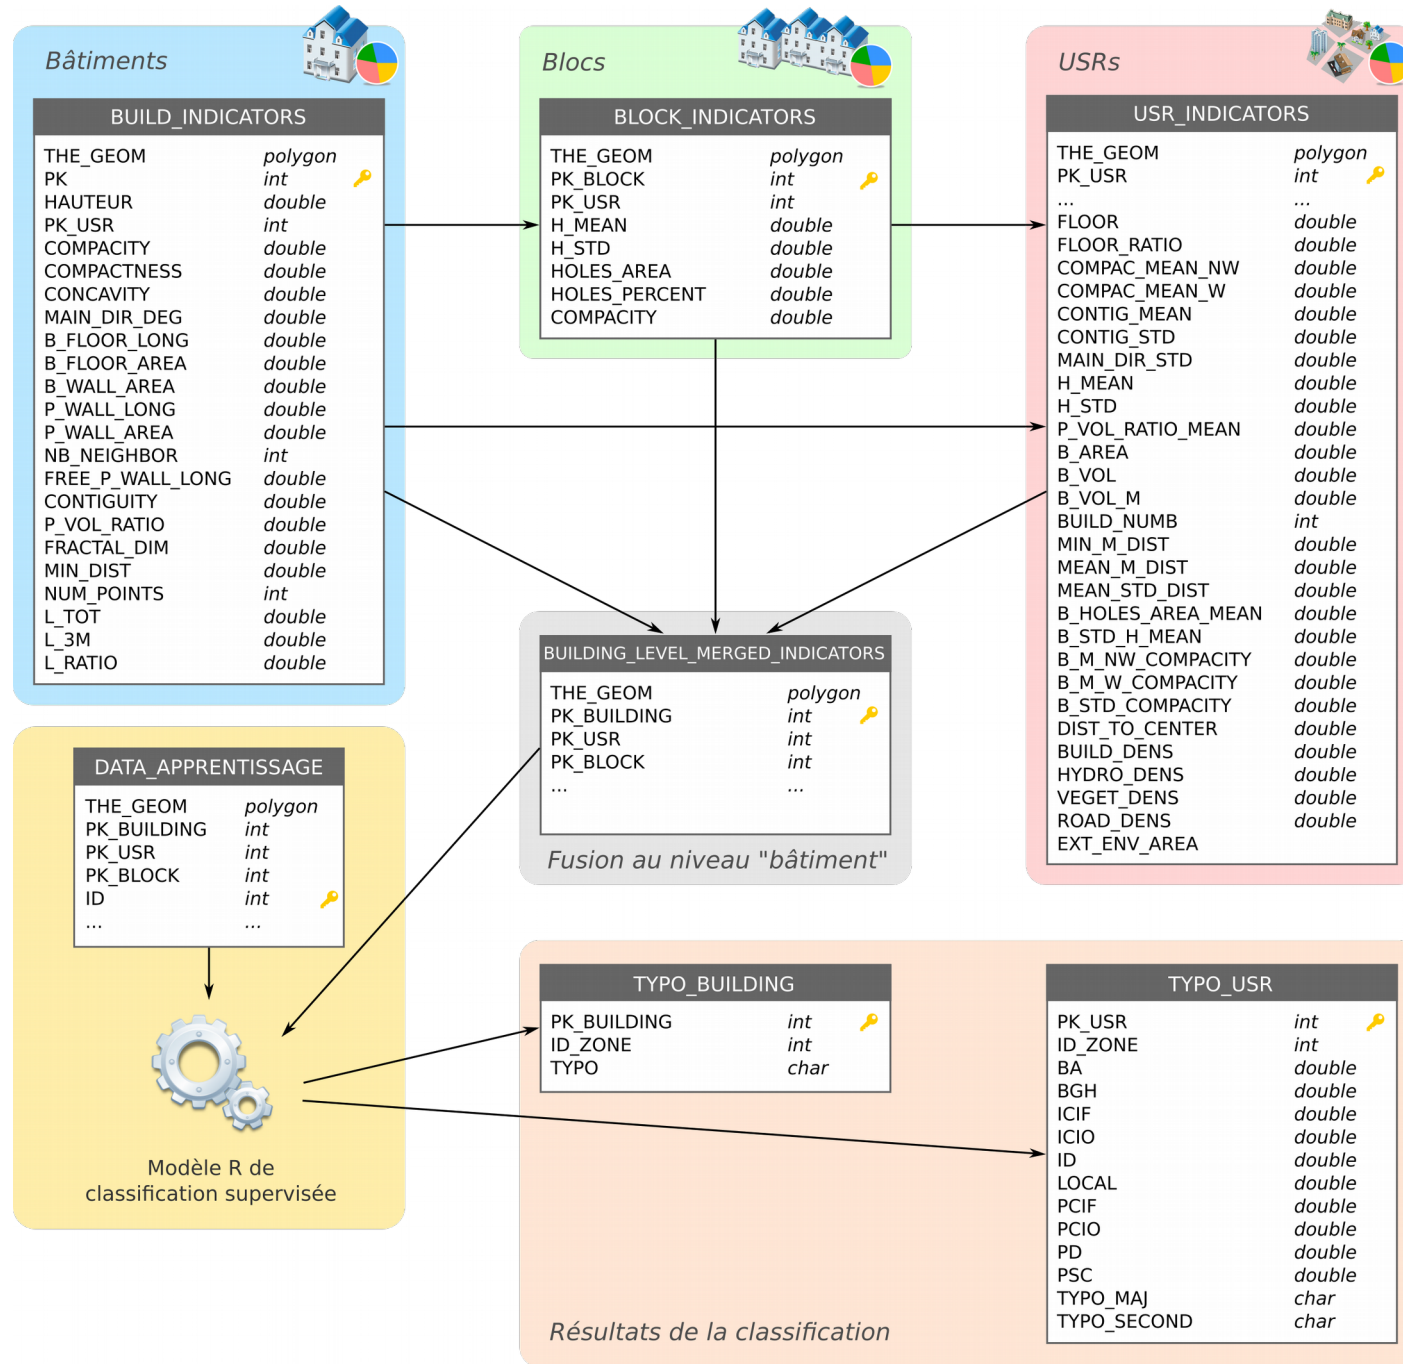 Bâtiments
BUILD_INDICATORS
THE_GEOM polygon
PK int
HAUTEUR double
PK_USR int
COMPACITY double
COMPACTNESS double
CONCAVITY double
MAIN_DIR_DEG double
B_FLOOR_LONG double
B_FLOOR_AREA double
B_WALL_AREA double
P_WALL_LONG double
P_WALL_AREA double
NB_NEIGHBOR int
FREE_P_WALL_LONG double
CONTIGUITY double
P_VOL_RATIO double
FRACTAL_DIM double
MIN_DIST double
NUM_POINTS int
L_TOT double
L_3M double
L_RATIO double
Blocs
BLOCK_INDICATORS
THE_GEOM polygon
PK_BLOCK int
PK_USR int
H_MEAN double
H_STD double
HOLES_AREA double
HOLES_PERCENT double
COMPACITY double
USRs
USR_INDICATORS
THE_GEOM polygon
PK_USR int
... ...
FLOOR double
FLOOR_RATIO double
COMPAC_MEAN_NW double
COMPAC_MEAN_W double
CONTIG_MEAN double
CONTIG_STD double
MAIN_DIR_STD double
H_MEAN double
H_STD double
P_VOL_RATIO_MEAN double
B_AREA double
B_VOL double
B_VOL_M double
BUILD_NUMB int
MIN_M_DIST double
MEAN_M_DIST double
MEAN_STD_DIST double
B_HOLES_AREA_MEAN double
B_STD_H_MEAN double
B_M_NW_COMPACITY double
B_M_W_COMPACITY double
B_STD_COMPACITY double
DIST_TO_CENTER double
BUILD_DENS double
HYDRO_DENS double
VEGET_DENS double
ROAD_DENS double
EXT_ENV_AREA
BUILDING_LEVEL_MERGED_INDICATORS
THE_GEOM polygon
PK_BUILDING int
PK_USR int
PK_BLOCK int
... ...
Fusion au niveau "bâtiment"
DATA_APPRENTISSAGE
THE_GEOM polygon
PK_BUILDING int
PK_USR int
PK_BLOCK int
ID int
... ...
Modèle R de
classification supervisée
TYPO_BUILDING
PK_BUILDING int
ID_ZONE int
TYPO char
TYPO_USR
PK_USR int
ID_ZONE int
BA double
BGH double
ICIF double
ICIO double
ID double
LOCAL double
PCIF double
PCIO double
PD double
PSC double
TYPO_MAJ char
TYPO_SECOND char
Résultats de la classification